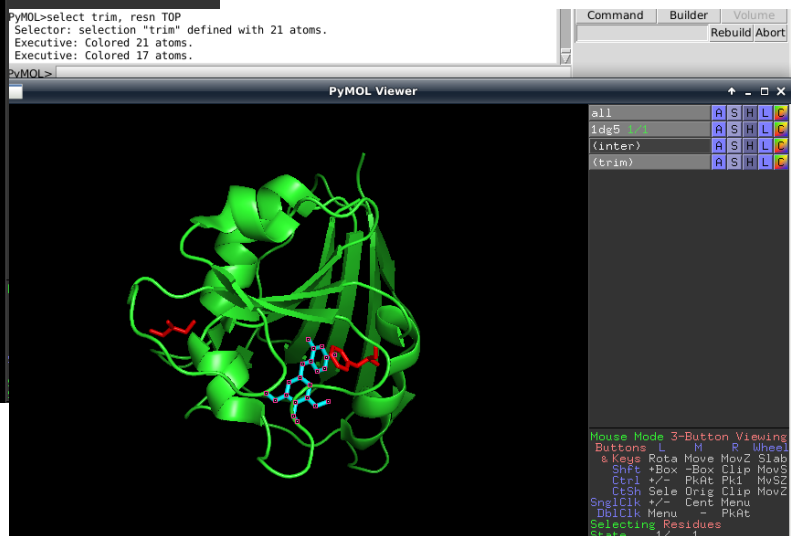 PyMOL>select trim, resn TOP
Selector: selection "trim" defined with 21 atoms.
Executive: Colored 21 atoms.
Executive: Colored 17 atoms.
PyMOL>
Command Builder Volume
Rebuild Abort
PyMOL Viewer
all A S H L C
1dg5 1/1 A S H L C
(inter) A S H L C
(trim) A S H L C
Mouse Mode 3-Button Viewing
Buttons L M R Wheel
& Keys Rota Move MovZ Slab
Shft +Box -Box Clip MovS
Ctrl +/- PkAt Pk1 MvSZ
CtSh Sele Orig Clip MovZ
SnglClk +/- Cent Menu
DblClk Menu - PkAt
Selecting Residues
State 1/ 1